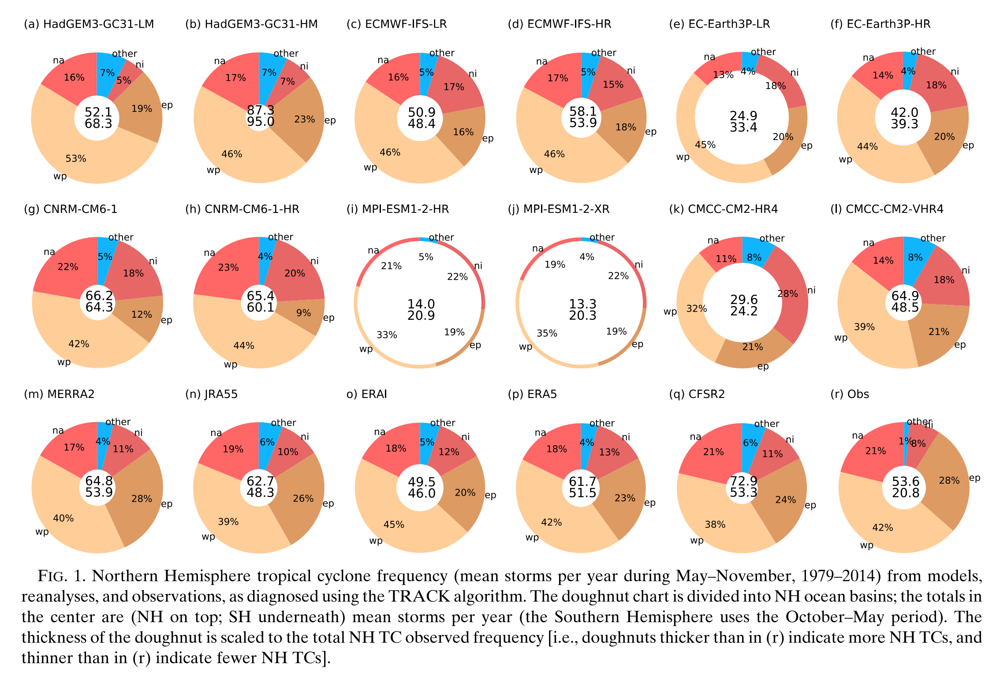 (a) HadGEM3-GC31-LM
other
ni
na
16%
7%
5%
19%
ep
52.1
68.3
53%
wp
(b) HadGEM3-GC31-HM
other
ni
na
17%
7%
7%
23%
ep
87.3
95.0
46%
wp
(c) ECMWF-IFS-LR
other
na
ni
16%
5%
17%
50.9
48.4
16%
ep
46%
wp
(d) ECMWF-IFS-HR
other
na
ni
17%
5%
15%
58.1
53.9
18%
ep
46%
wp
(e) EC-Earth3P-LR
other
na
ni
13%
4%
18%
24.9
33.4
20%
ep
45%
wp
(f) EC-Earth3P-HR
other
na
ni
14%
4%
18%
42.0
39.3
20%
ep
44%
wp
(g) CNRM-CM6-1
other
na
ni
22%
5%
18%
66.2
64.3
12%
ep
42%
wp
(h) CNRM-CM6-1-HR
other
na
ni
23%
4%
20%
65.4
60.1
9%
ep
44%
wp
(i) MPI-ESM1-2-HR
other
na
ni
21%
5%
22%
14.0
20.9
33%
19%
ep
wp
(j) MPI-ESM1-2-XR
other
na
ni
19%
4%
22%
13.3
20.3
35%
19%
ep
wp
(k) CMCC-CM2-HR4
other
na
11%
8%
28%
ni
29.6
24.2
32%
wp
21%
ep
(l) CMCC-CM2-VHR4
other
na
ni
14%
8%
18%
64.9
48.5
39%
wp
21%
ep
(m) MERRA2
other
na
ni
17%
4%
11%
64.8
53.9
28%
ep
40%
wp
(n) JRA55
other
na
ni
19%
6%
10%
62.7
48.3
26%
ep
39%
wp
o) ERAI
other
na
ni
18%
5%
12%
49.5
46.0
20%
ep
45%
wp
(p) ERA5
other
na
ni
18%
4%
13%
61.7
51.5
23%
ep
42%
wp
(q) CFSR2
other
na
ni
21%
6%
11%
72.9
53.3
24%
ep
38%
wp
(r) Obs
other
ni
na
21%
1%
8%
28%
ep
53.6
20.8
42%
wp
FIG. 1. Northern Hemisphere tropical cyclone frequency (mean storms per year during May–November, 1979–2014) from models,
reanalyses, and observations, as diagnosed using the TRACK algorithm. The doughnut chart is divided into NH ocean basins; the totals in
the center are (NH on top; SH underneath) mean storms per year (the Southern Hemisphere uses the October–May period). The
thickness of the doughnut is scaled to the total NH TC observed frequency [i.e., doughnuts thicker than in (r) indicate more NH TCs, and
thinner than in (r) indicate fewer NH TCs].